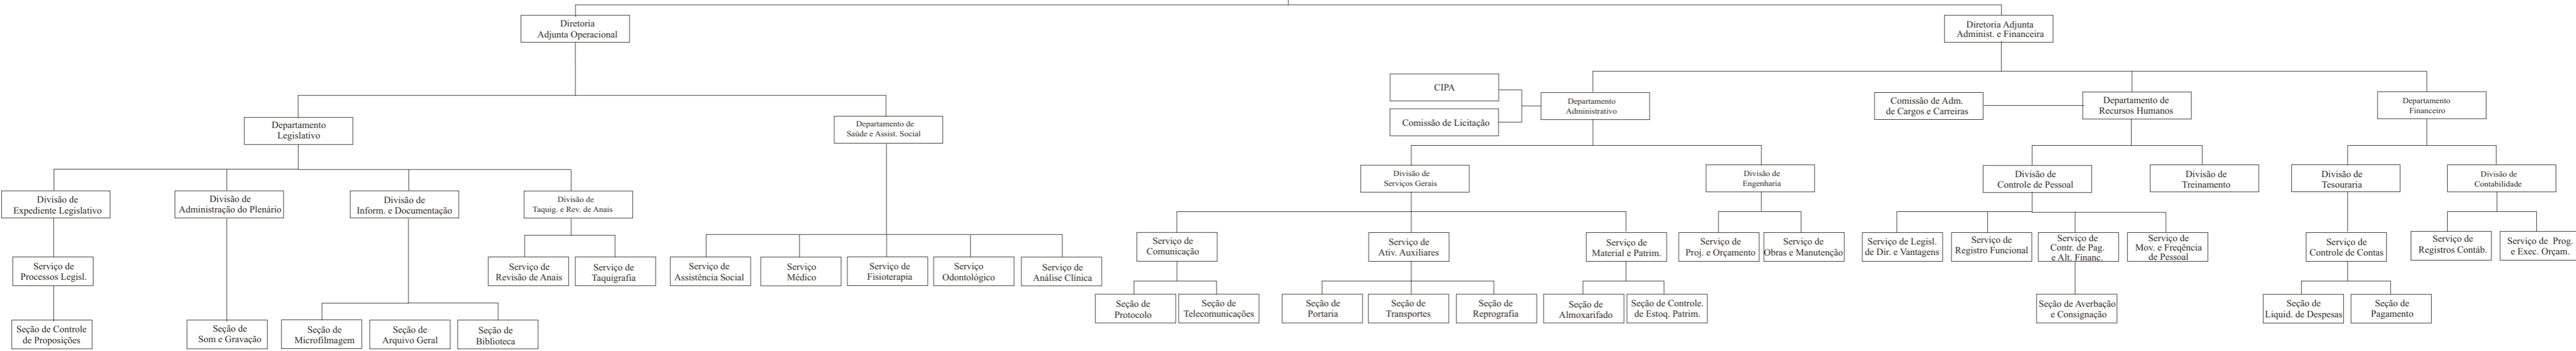 Diretoria
Adjunta Operacional
Diretoria Adjunta
Administ. e Financeira
CIPA
Comissão de Licitação
Departamento
Administrativo
Comissão de Adm.
de Cargos e Carreiras
Departamento de
Recursos Humanos
Departamento
Financeiro
Departamento
Legislativo
Departamento de
Saúde e Assist. Social
Divisão de
Serviços Gerais
Divisão de
Engenharia
Divisão de
Controle de Pessoal
Divisão de
Treinamento
Divisão de
Tesouraria
Divisão de
Contabilidade
Divisão de
Expediente Legislativo
Divisão de
Administração do Plenário
Divisão de
Inform. e Documentação
Divisão de
Taquig. e Rev. de Anais
Serviço de
Comunicação
Serviço de
Ativ. Auxiliares
Serviço de
Material e Patrim.
Serviço de
Proj. e Orçamento
Serviço de
Obras e Manutenção
Serviço de Legisl.
de Dir. e Vantagens
Serviço de
Registro Funcional
Serviço de
Contr. de Pag.
e Alt. Financ.
Serviço de
Mov. e Freqência
de Pessoal
Serviço de
Controle de Contas
Serviço de
Registros Contáb.
Serviço de Prog.
e Exec. Orçam.
Serviço de
Processos Legisl.
Serviço de
Revisão de Anais
Serviço de
Taquigrafia
Serviço de
Assistência Social
Serviço
Médico
Serviço de
Fisioterapia
Serviço
Odontológico
Serviço de
Análise Clínica
Seção de
Protocolo
Seção de
Telecomunicações
Seção de
Portaria
Seção de
Transportes
Seção de
Reprografia
Seção de
Almoxarifado
Seção de Controle.
de Estoq. Patrim.
Seção de Averbação
e Consignação
Seção de
Liquid. de Despesas
Seção de
Pagamento
Seção de Controle
de Proposições
Seção de
Som e Gravação
Seção de
Microfilmagem
Seção de
Arquivo Geral
Seção de
Biblioteca